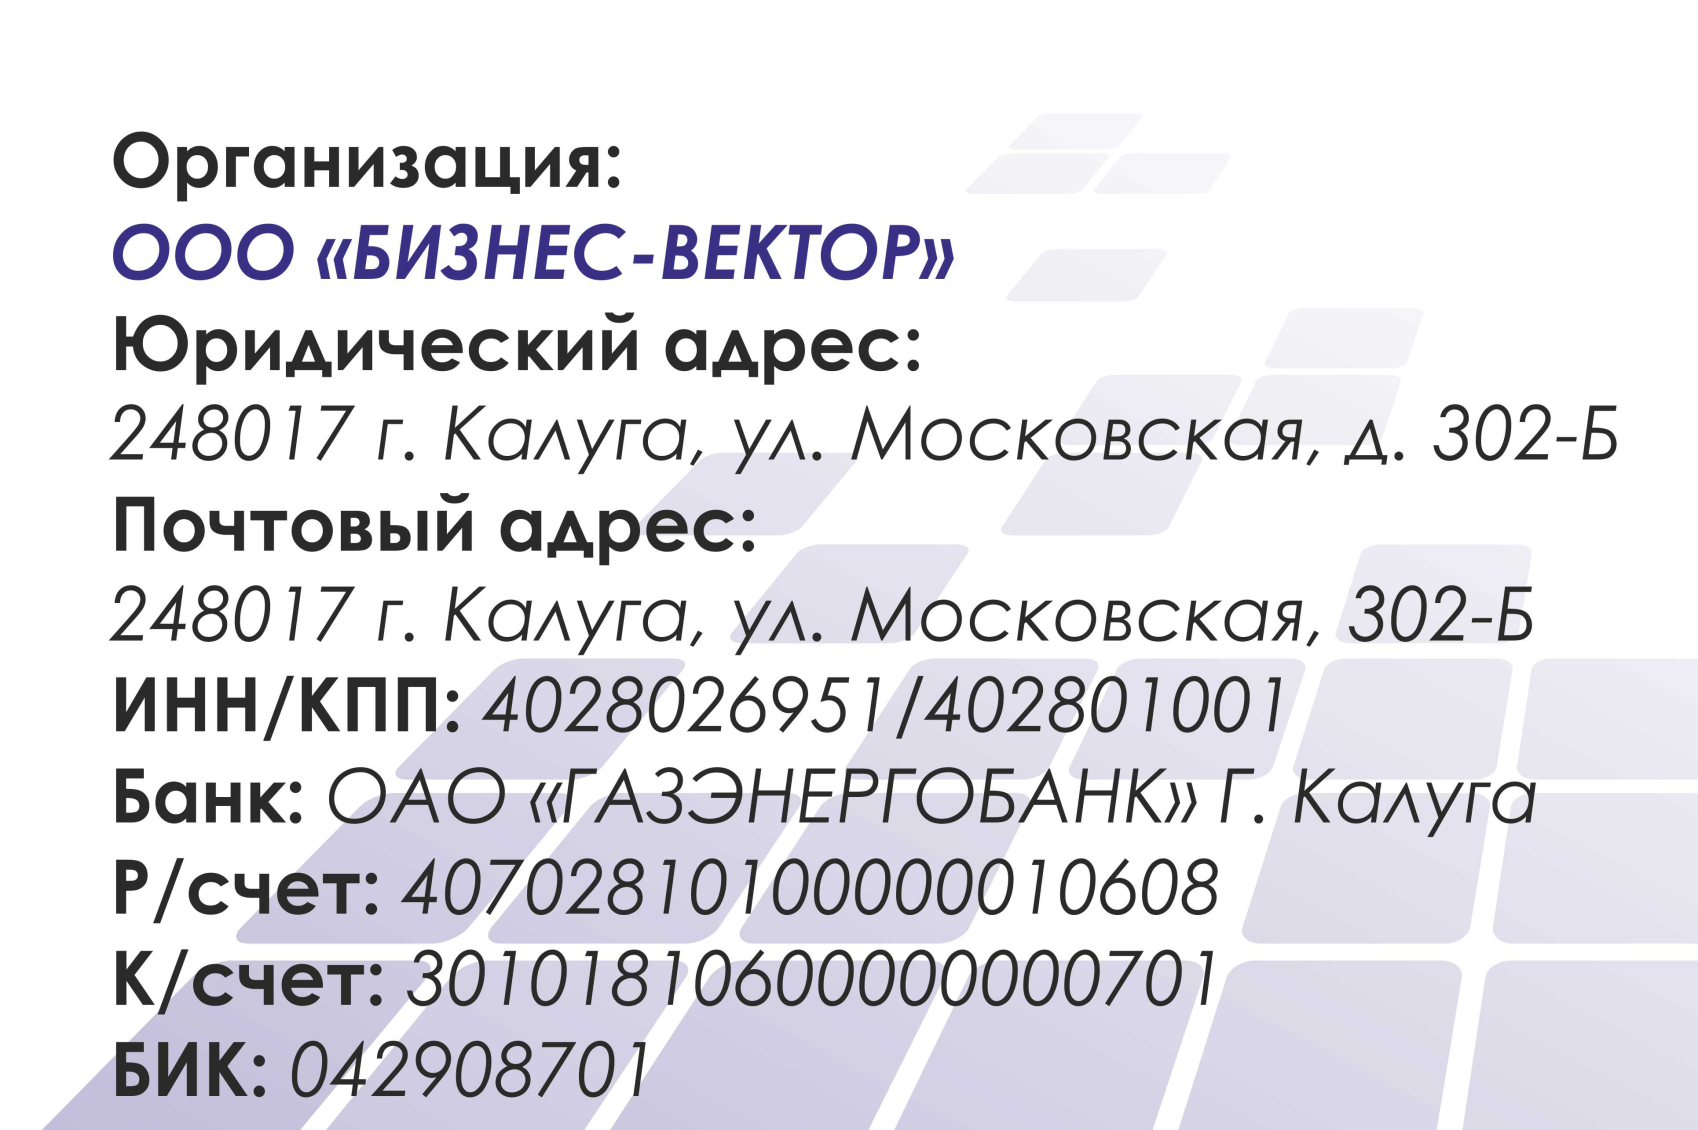 Организация:
ООО «БИЗНЕС-ВЕКТОР»
Юридический адрес:
248017 г. Калуга, ул. Московская, д. 302-Б
Почтовый адрес:
248017 г. Калуга, ул. Московская, 302-Б
ИНН/КПП: 4028026951/402801001
Банк: ОАО «ГАЗЭНЕРГОБАНК» Г. Калуга
Р/счет: 40702810100000010608
К/счет: 30101810600000000701
БИК: 042908701